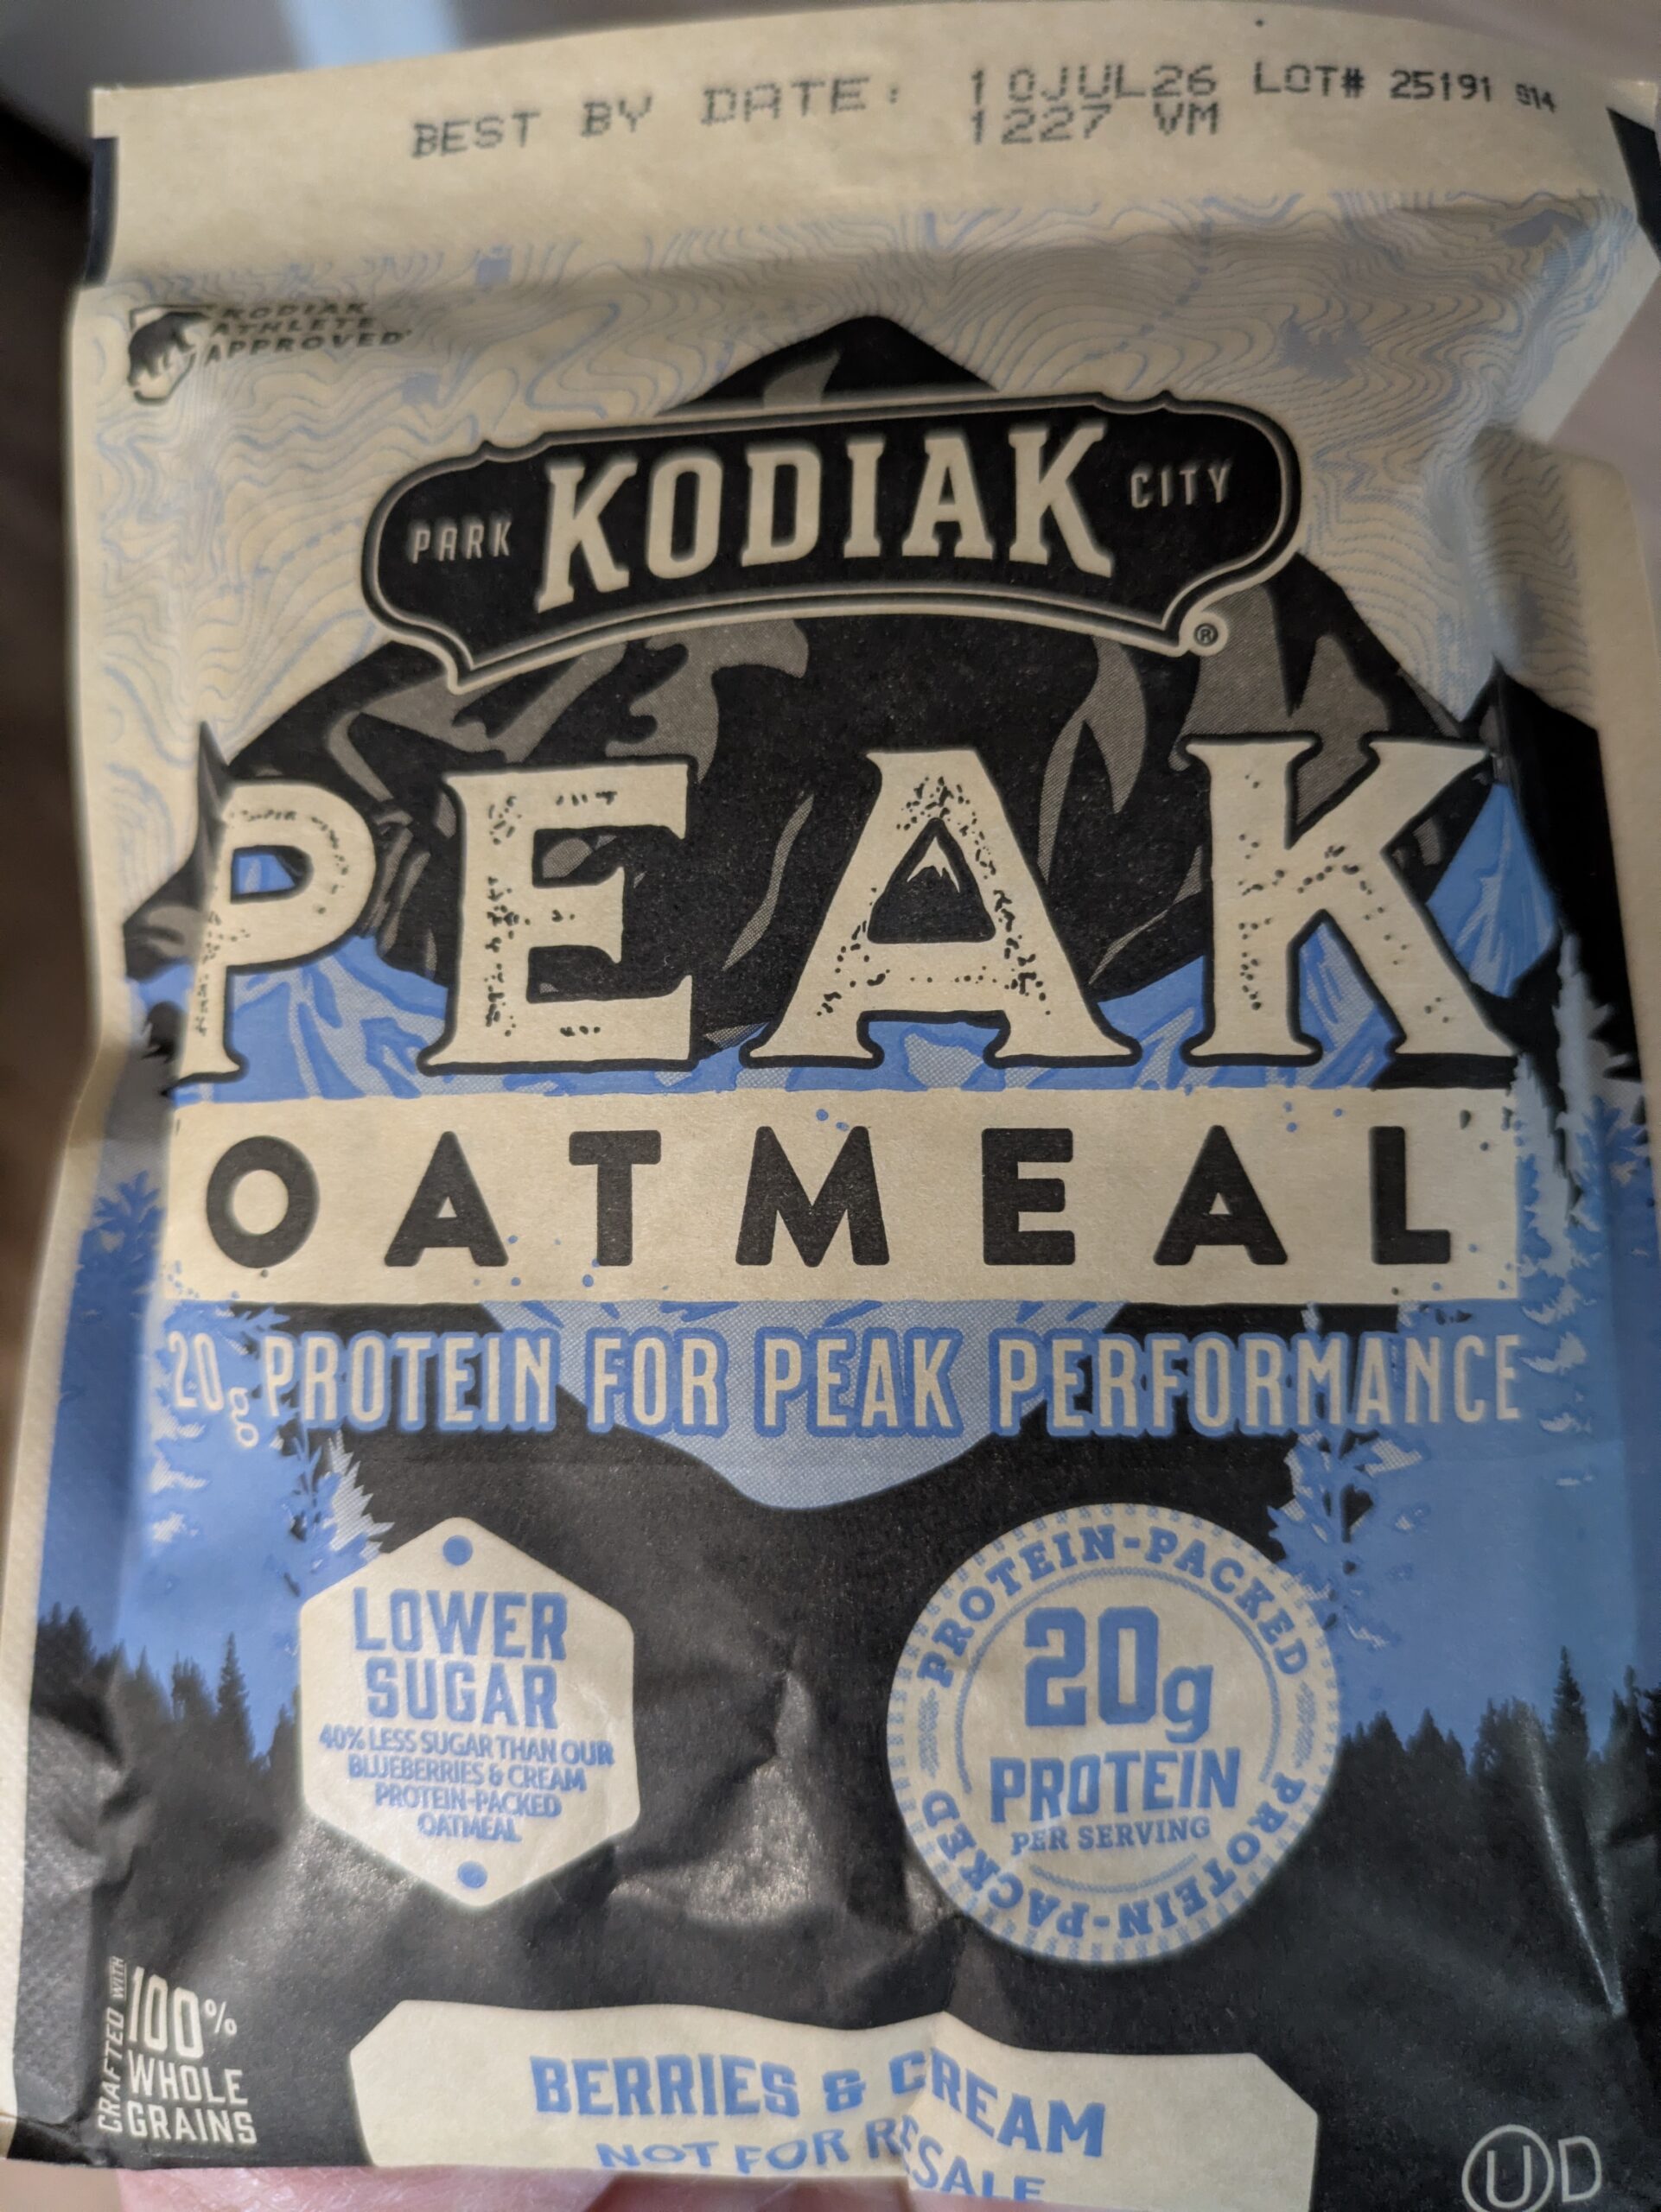 BEST BY DATE: 10JUL26 LOT# 25191 914
1227 VM
KODIAK
ATHLETE
APPROVED
PARK KODIAK CITY
®
PEAK
OATMEAL
20g PROTEIN FOR PEAK PERFORMANCE
LOWER
SUGAR
40% LESS SUGAR THAN OUR
BLUEBERRIES & CREAM
PROTEIN-PACKED
OATMEAL
PROTEIN-PACKED
20g
PROTEIN
PER SERVING
PROTEIN-PACKED
CRAFTED WITH
100%
WHOLE
GRAINS
BERRIES & CREAM
NOT FOR RESALE
UD